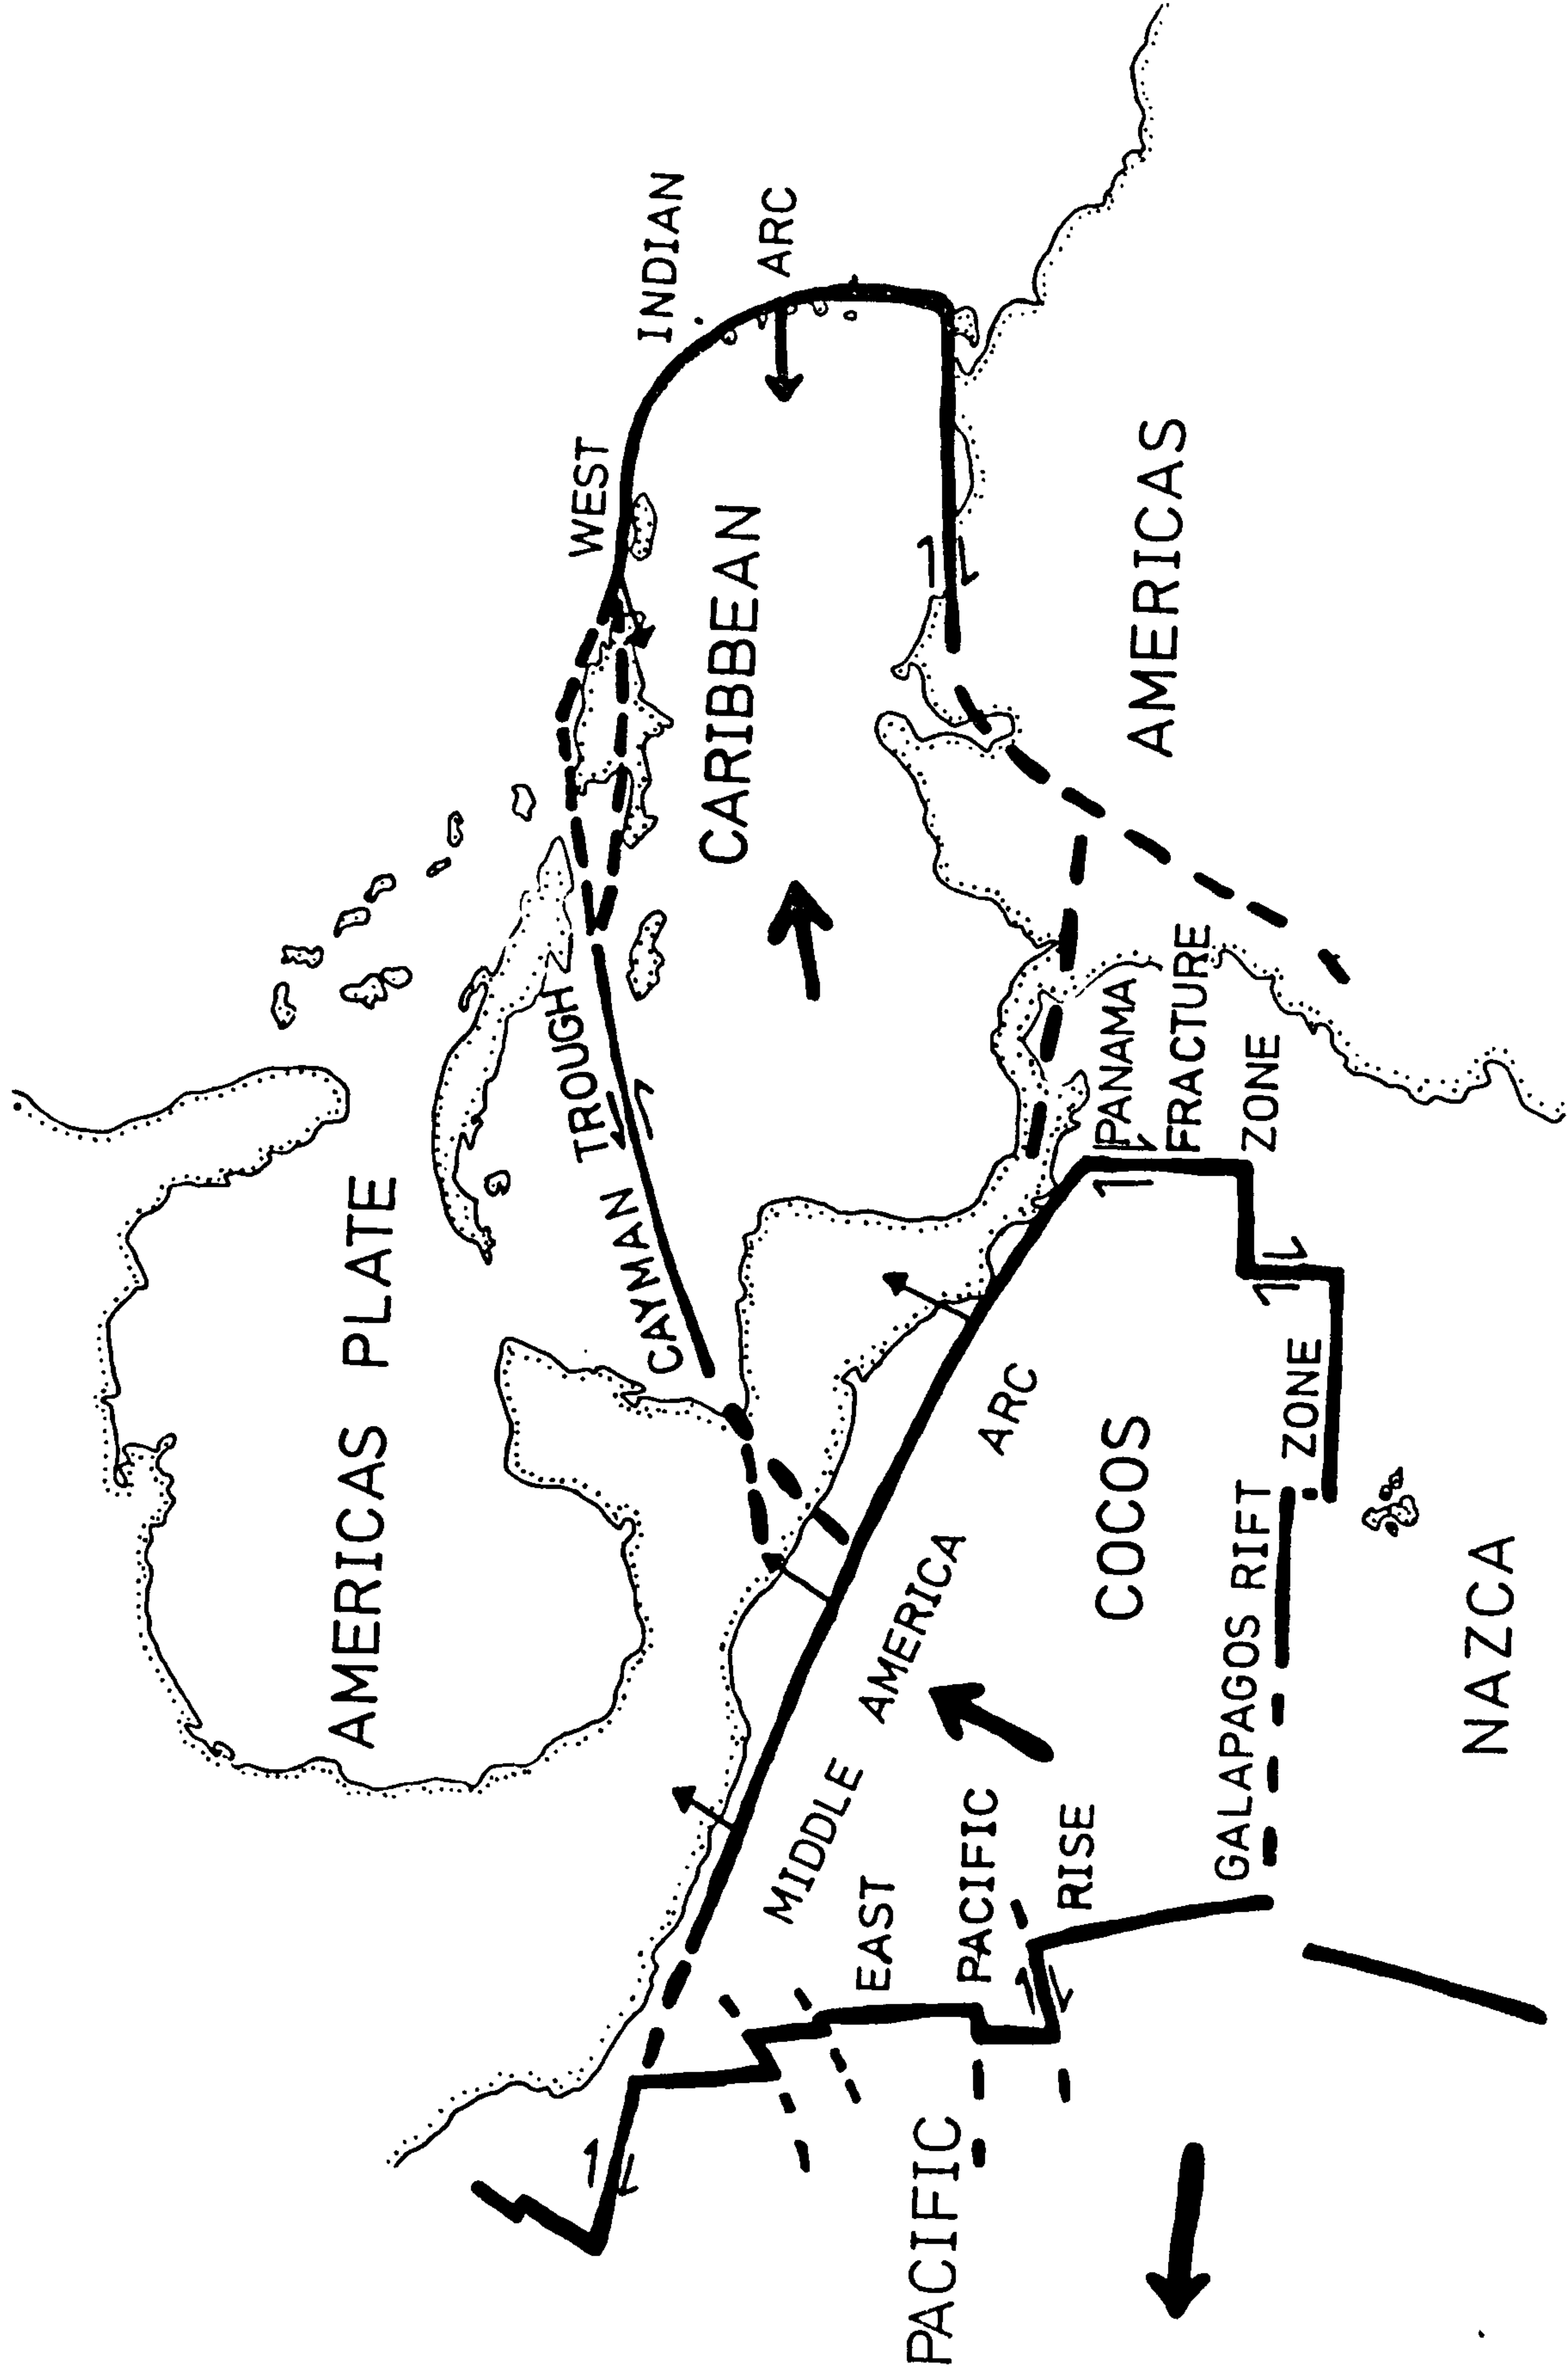 AMERICAS PLATE
WEST
INDIAN
ARC
CAYMAN TROUGH
CARIBBEAN
AMERICAS
PANAMA
FRACTURE
ZONE
MIDDLE AMERICA ARC
COCOS
EAST
PACIFIC
RISE
GALAPAGOS RIFT ZONE
NAZCA
PACIFIC